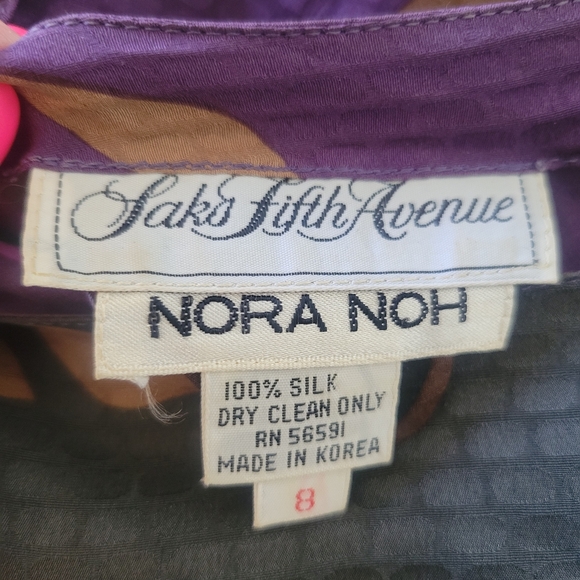 Saks Fifth Avenue
NORA NOH
100% SILK
DRY CLEAN ONLY
RN 56591
MADE IN KOREA
8